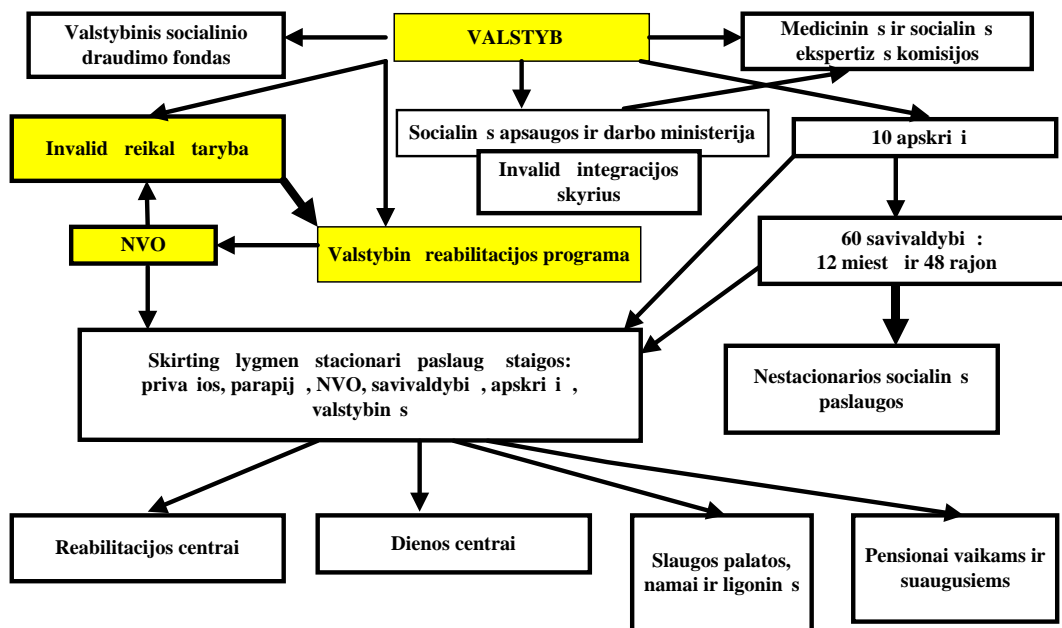 Valstybinis socialinio
draudimo fondas
VALSTYB
Medicinin s ir socialin s
ekspertiz s komisijos
Socialin s apsaugos ir darbo ministerija
Invalid integracijos
skyrius
Invalid reikal taryba
10 apskri i
NVO
Valstybin reabilitacijos programa
60 savivaldybi :
12 miest ir 48 rajon
Skirting lygmen stacionari paslaug staigos:
priva ios, parapij , NVO, savivaldybi , apskri i ,
valstybin s
Nestacionarios socialin s
paslaugos
Reabilitacijos centrai
Dienos centrai
Slaugos palatos,
namai ir ligonin s
Pensionai vaikams ir
suaugusiems